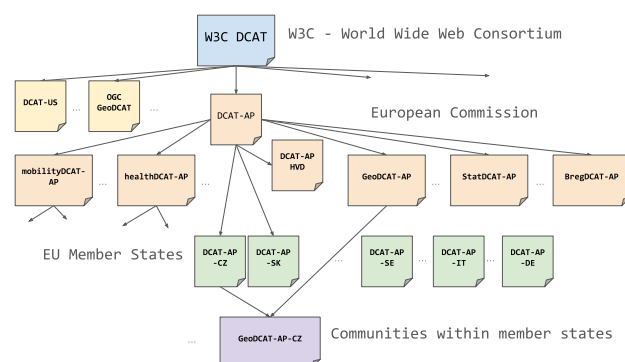 W3C DCAT
W3C - World Wide Web Consortium
DCAT-US
...
OGC
GeoDCAT
...
DCAT-AP
European Commission
mobilityDCAT-
AP
...
healthDCAT-AP
...
DCAT-AP
HVD
GeoDCAT-AP
...
StatDCAT-AP
...
BregDCAT-AP
EU Member States
DCAT-AP
-CZ
DCAT-AP
-SK
...
DCAT-AP
-SE
...
DCAT-AP
-IT
...
DCAT-AP
-DE
...
GeoDCAT-AP-CZ
Communities within member states